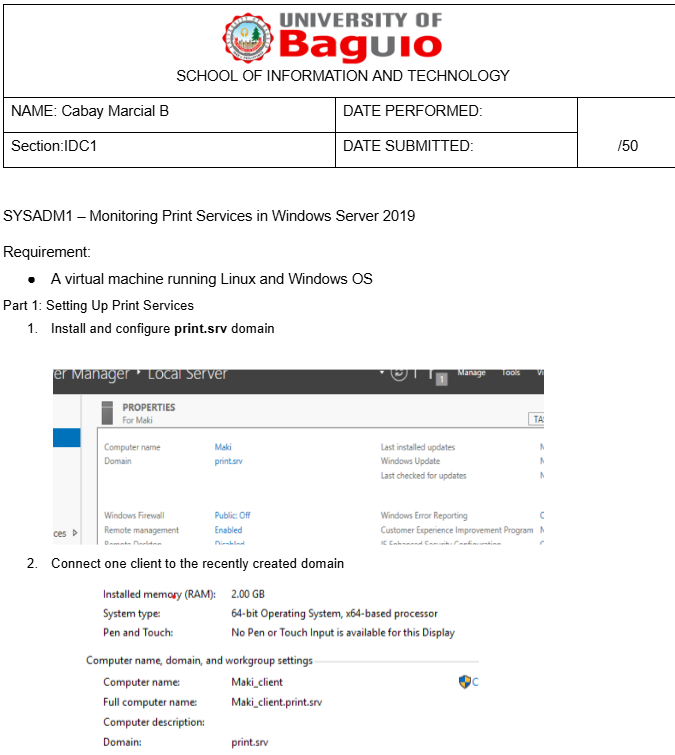 UNIVERSITY OF
Baguio
SCHOOL OF INFORMATION AND TECHNOLOGY
NAME: Cabay Marcial B
DATE PERFORMED:
Section:IDC1
DATE SUBMITTED:
/50
SYSADM1 – Monitoring Print Services in Windows Server 2019
Requirement:
● A virtual machine running Linux and Windows OS
Part 1: Setting Up Print Services
1. Install and configure print.srv domain
er Manager ‣ Local Server
1
Manage Tools Vi
PROPERTIES
For Maki
TA
Computer name Maki Last installed updates N
Domain print.srv Windows Update N
Last checked for updates N
Windows Firewall Public: Off Windows Error Reporting
ces Remote management Enabled Customer Experience Improvement Program N
Remote Desktop Disabled IE Enhanced Security Configuration
2. Connect one client to the recently created domain
Installed memory (RAM): 2.00 GB
System type: 64-bit Operating System, x64-based processor
Pen and Touch: No Pen or Touch Input is available for this Display
Computer name, domain, and workgroup settings
Computer name: Maki_client C
Full computer name: Maki_client.print.srv
Computer description:
Domain: print.srv